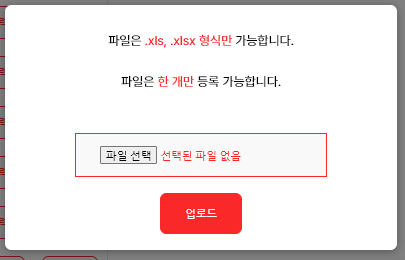 파일은 .xls, .xlsx 형식만 가능합니다.
파일은 한 개만 등록 가능합니다.
파일 선택 선택된 파일 없음
업로드